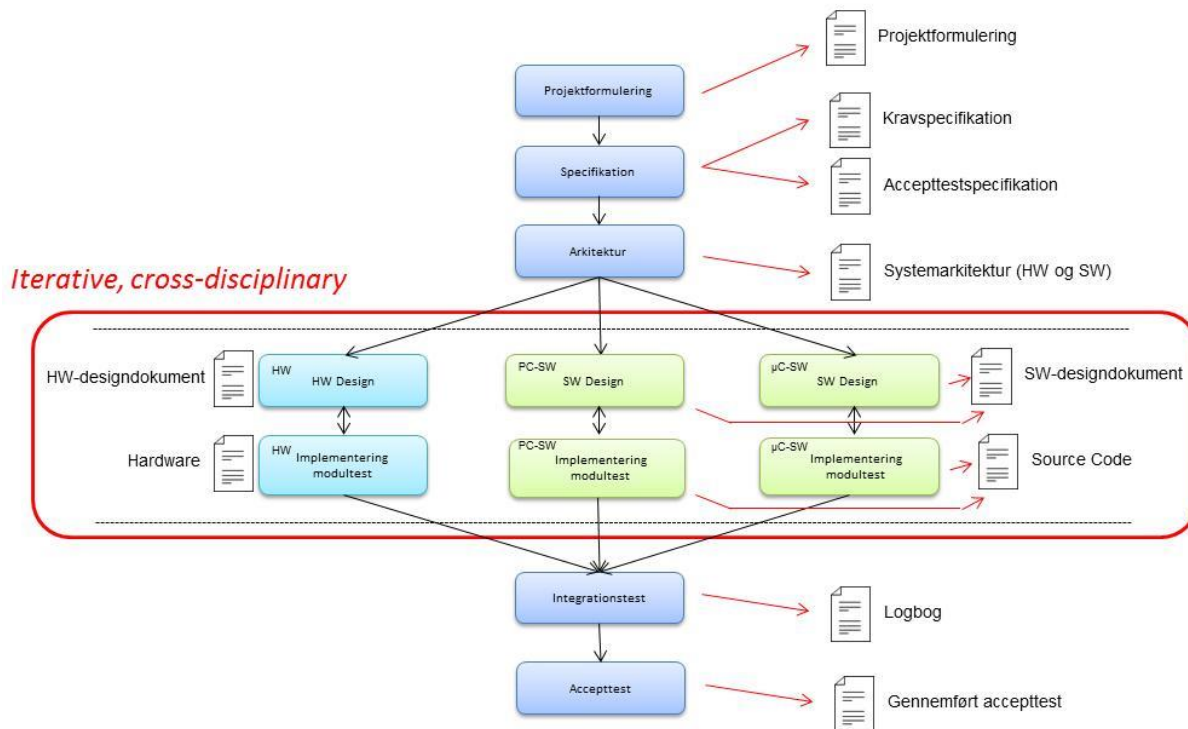 Projektformulering
Projektformulering
Kravspecifikation
Specifikation
Accepttestspecifikation
Arkitektur
Systemarkitektur (HW og SW)
Iterative, cross-disciplinary
HW-designdokument
HW
HW Design
PC-SW
SW Design
µC-SW
SW Design
SW-designdokument
Hardware
HW
Implementering
modultest
PC-SW
Implementering
modultest
µC-SW
Implementering
modultest
Source Code
Integrationstest
Logbog
Accepttest
Gennemført accepttest